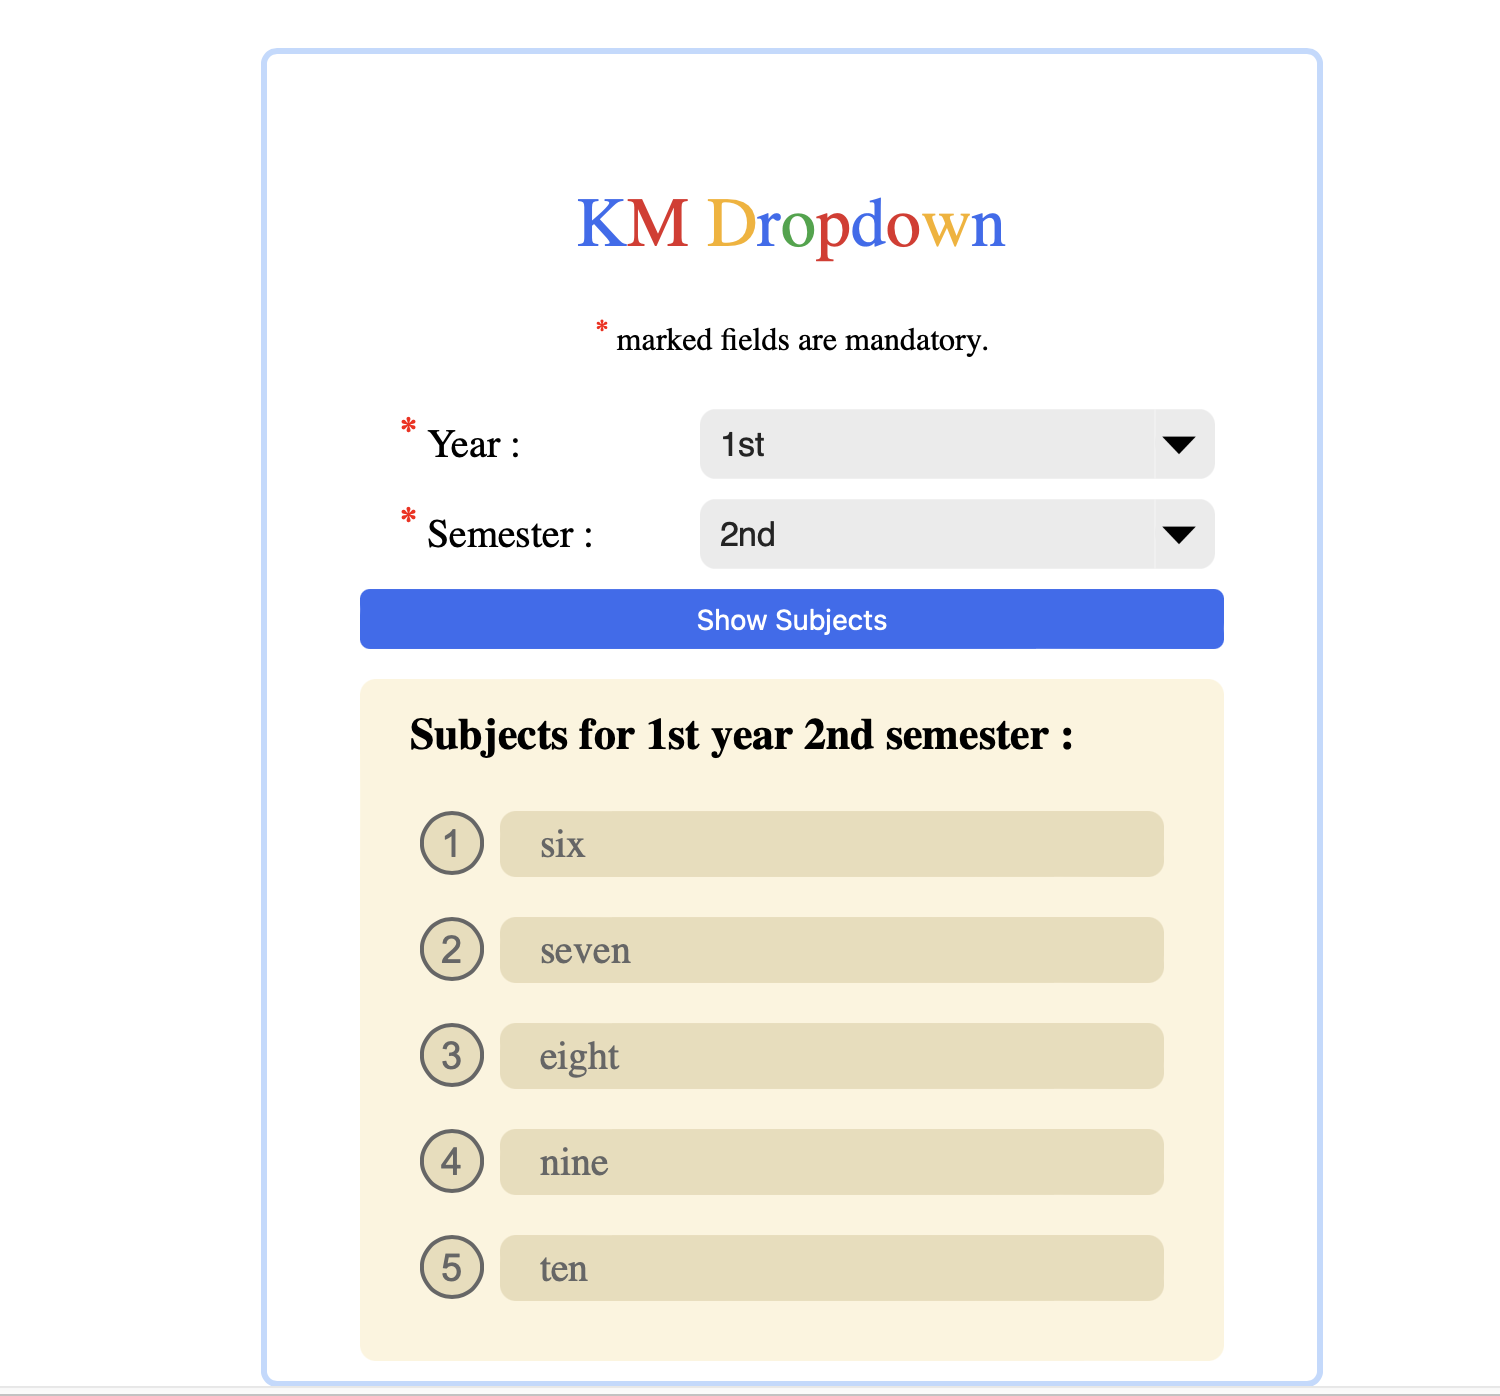 KM Dropdown
* marked fields are mandatory.
* Year : 1st
* Semester : 2nd
Show Subjects
Subjects for 1st year 2nd semester :
1 six
2 seven
3 eight
4 nine
5 ten